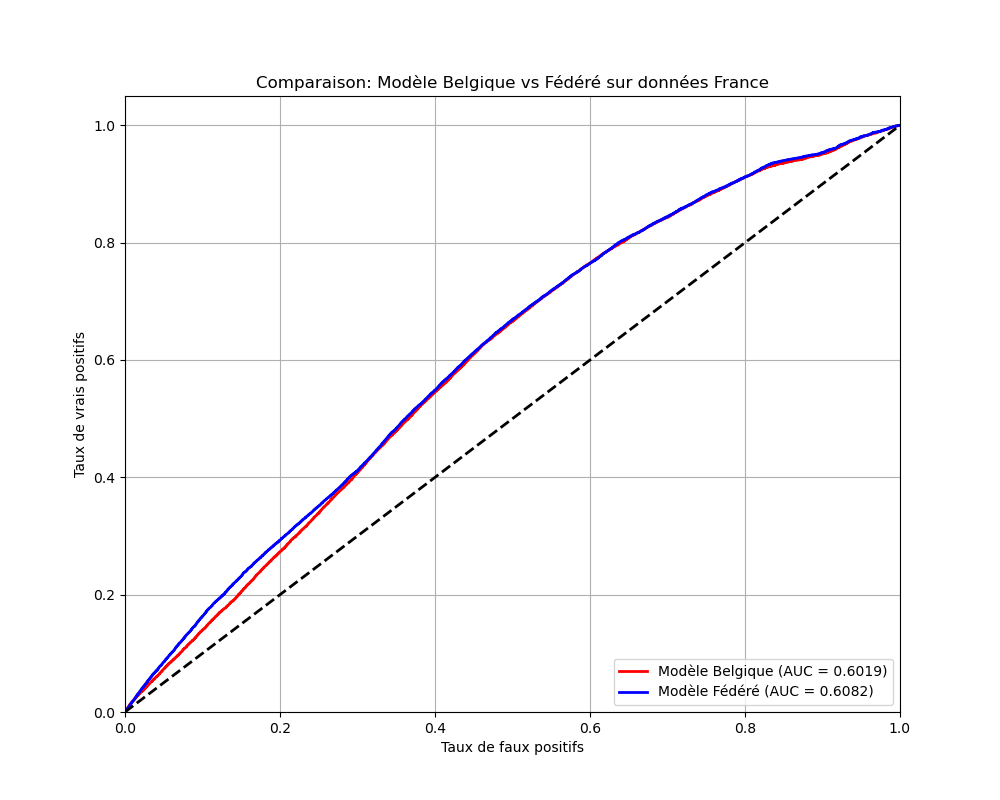 Comparaison: Modèle Belgique vs Fédéré sur données France
Taux de vrais positifs
1.0
0.8
0.6
0.4
0.2
0.0
0.0 0.2 0.4 0.6 0.8 1.0
Taux de faux positifs
Modèle Belgique (AUC = 0.6019)
Modèle Fédéré (AUC = 0.6082)